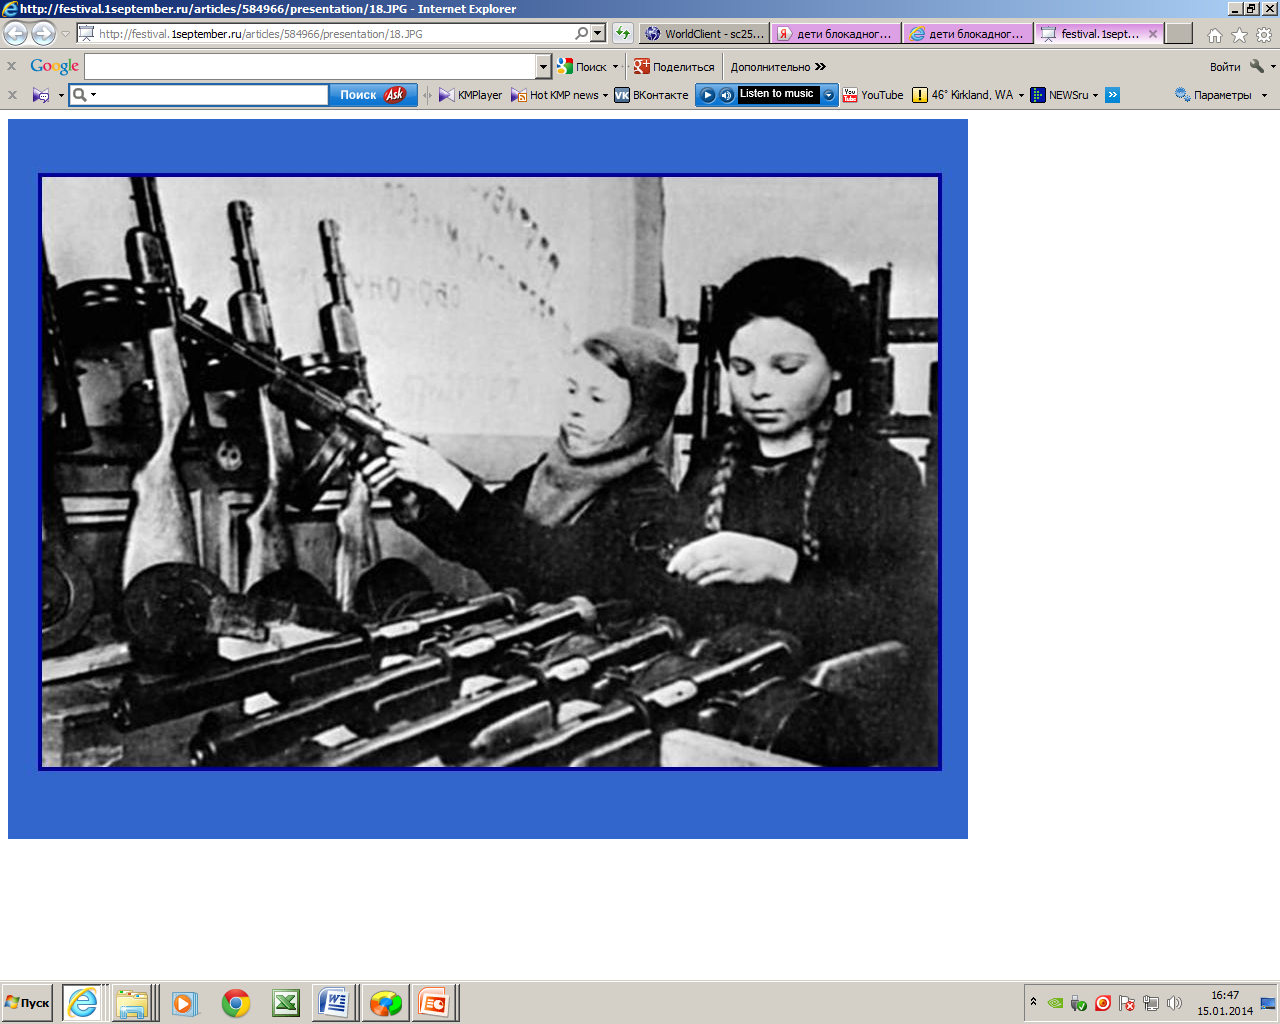 http://festival.1september.ru/articles/584966/presentation/18.JPG - Internet Explorer
http://festival.1september.ru/articles/584966/presentation/18.JPG
WorldClient - sc25...
дети блокадног...
дети блокадног...
festival.1sept...
Google
Поиск
Поделиться
Дополнительно
Войти
Поиск
Ask
KMPlayer
Hot KMP news
ВКонтакте
Listen to music
YouTube
46° Kirkland, WA
NEWSru
Параметры
ОБОРОНУ
Пуск
16:47
15.01.2014